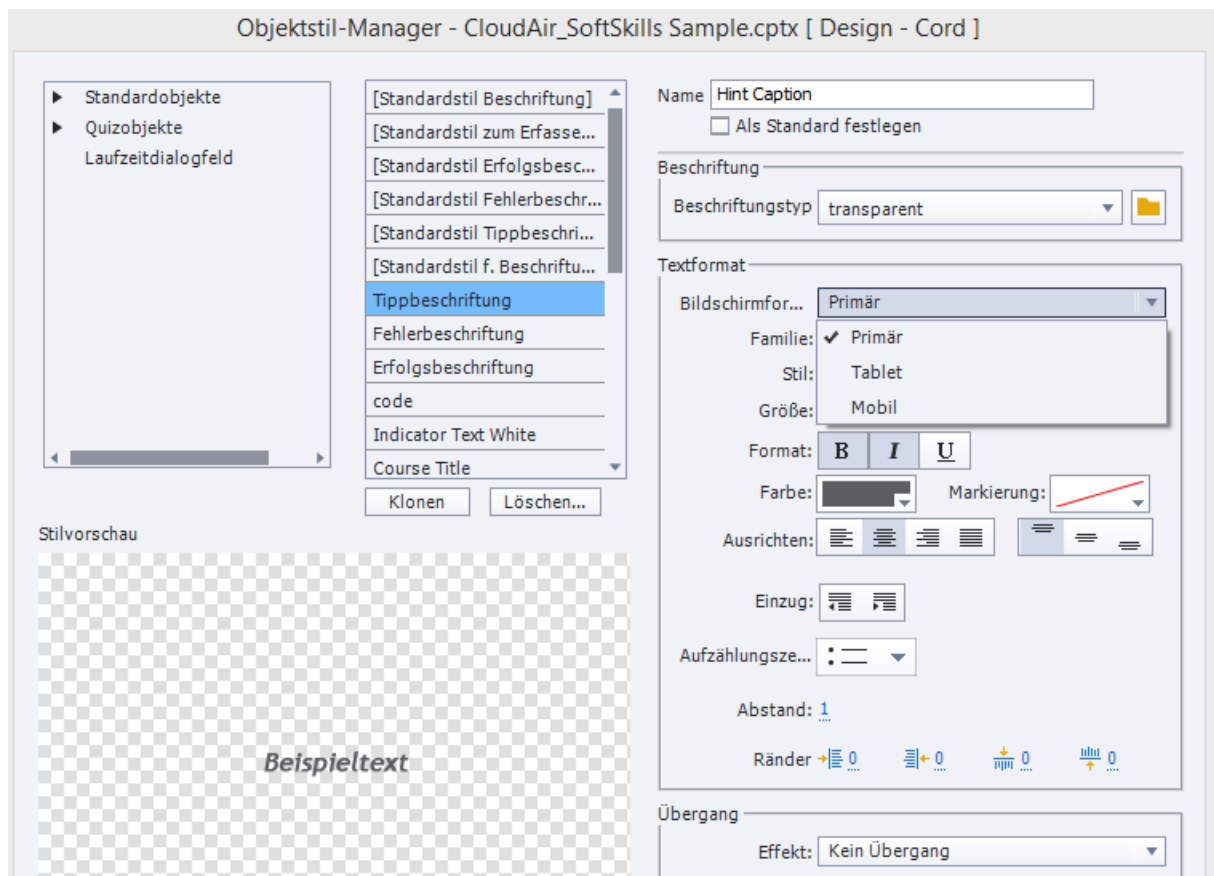 Objektstil-Manager - CloudAir_SoftSkills Sample.cptx [ Design - Cord ]
Standardobjekte
Quizobjekte
Laufzeitdialogfeld
[Standardstil Beschriftung]
[Standardstil zum Erfasse...
[Standardstil Erfolgsbesc...
[Standardstil Fehlerbeschr...
[Standardstil Tippbeschri...
[Standardstil f. Beschriftu...
Tippbeschriftung
Fehlerbeschriftung
Erfolgsbeschriftung
code
Indicator Text White
Course Title
Klonen
Löschen...
Stilvorschau
Beispieltext
Name Hint Caption
Als Standard festlegen
Beschriftung
Beschriftungstyp transparent
Textformat
Bildschirmfor... Primär
Familie: Primär
Stil: Tablet
Größe: Mobil
Format: B I U
Farbe: Markierung:
Ausrichten:
Einzug:
Aufzählungsze...
Abstand: 1
Ränder 0 0 0 0
Übergang
Effekt: Kein Übergang